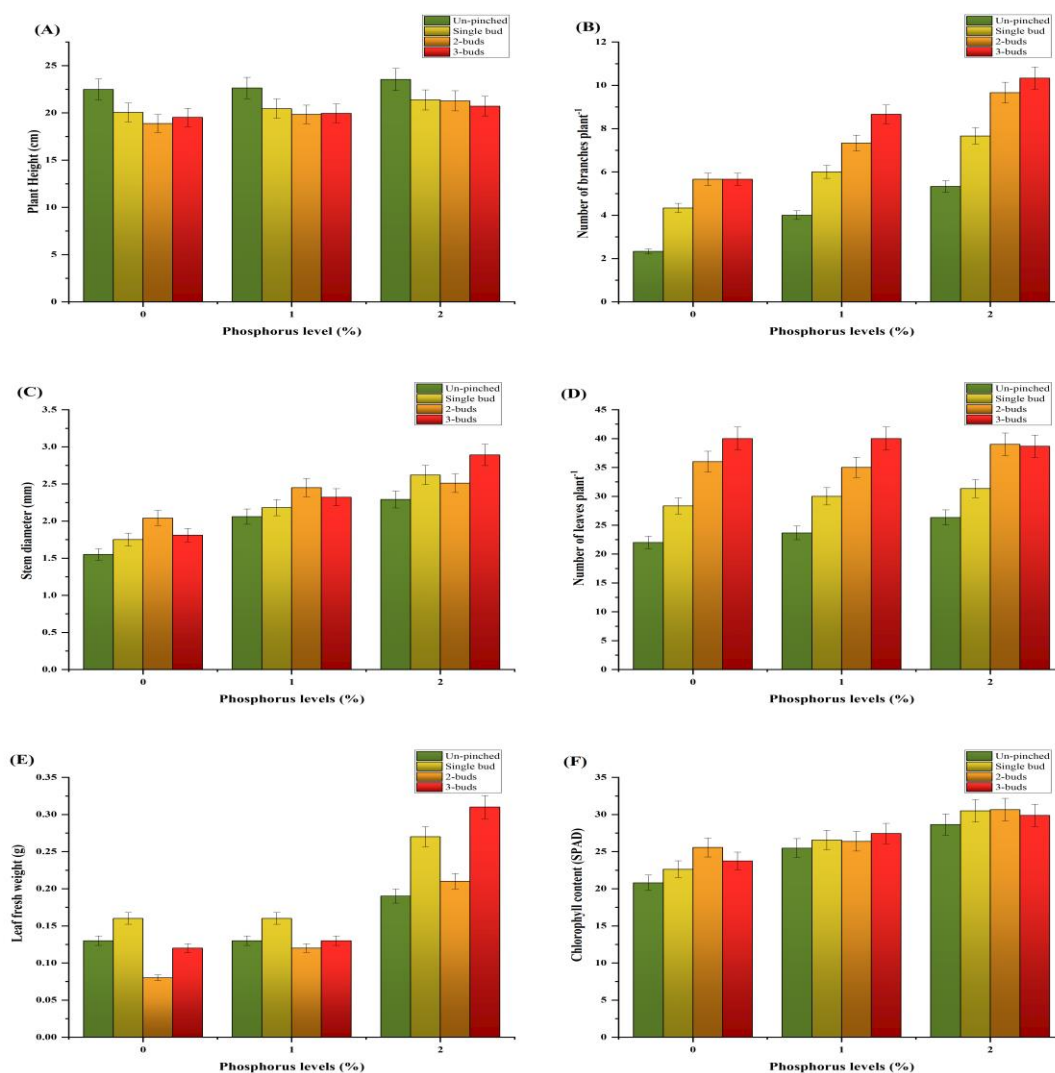 (A)
Un-pinched
Single bud
2-buds
3-buds
Plant Height (cm)
25
20
15
10
5
0
0 1 2
Phosphorus level (%)
(B)
Un-pinched
Single bud
2-buds
3-buds
Number of branches plant⁻¹
12
10
8
6
4
2
0
0 1 2
Phosphorus levels (%)
(C)
Un-pinched
Single bud
2-buds
3-buds
Stem diameter (mm)
3.5
3.0
2.5
2.0
1.5
1.0
0.5
0.0
0 1 2
Phosphorus levels (%)
(D)
Un-pinched
Single bud
2-buds
3-buds
Number of leaves plant⁻¹
45
40
35
30
25
20
15
10
5
0
0 1 2
Phosphorus levels (%)
(E)
Un-pinched
Single bud
2-buds
3-buds
Leaf fresh weight (g)
0.35
0.30
0.25
0.20
0.15
0.10
0.05
0.00
0 1 2
Phosphorus levels (%)
(F)
Un-pinched
Single bud
2-buds
3-buds
Chlorophyll content (SPAD)
35
30
25
20
15
10
5
0
0 1 2
Phosphorus levels (%)